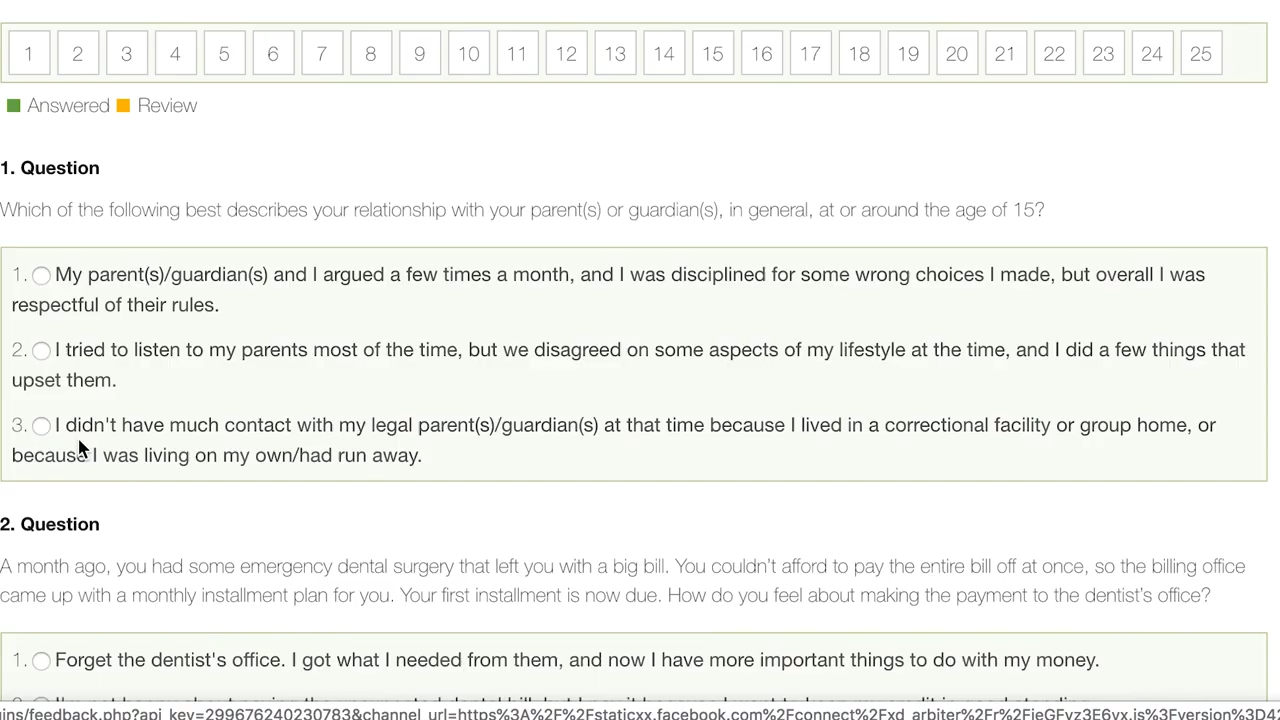 1 2 3 4 5 6 7 8 9 10 11 12 13 14 15 16 17 18 19 20 21 22 23 24 25
Answered Review
1. Question
Which of the following best describes your relationship with your parent(s) or guardian(s), in general, at or around the age of 15?
1. My parent(s)/guardian(s) and I argued a few times a month, and I was disciplined for some wrong choices I made, but overall I was
respectful of their rules.
2. I tried to listen to my parents most of the time, but we disagreed on some aspects of my lifestyle at the time, and I did a few things that
upset them.
3. I didn't have much contact with my legal parent(s)/guardian(s) at that time because I lived in a correctional facility or group home, or
because I was living on my own/had run away.
2. Question
A month ago, you had some emergency dental surgery that left you with a big bill. You couldn't afford to pay the entire bill off at once, so the billing office
came up with a monthly installment plan for you. Your first installment is now due. How do you feel about making the payment to the dentist's office?
1. Forget the dentist's office. I got what I needed from them, and now I have more important things to do with my money.